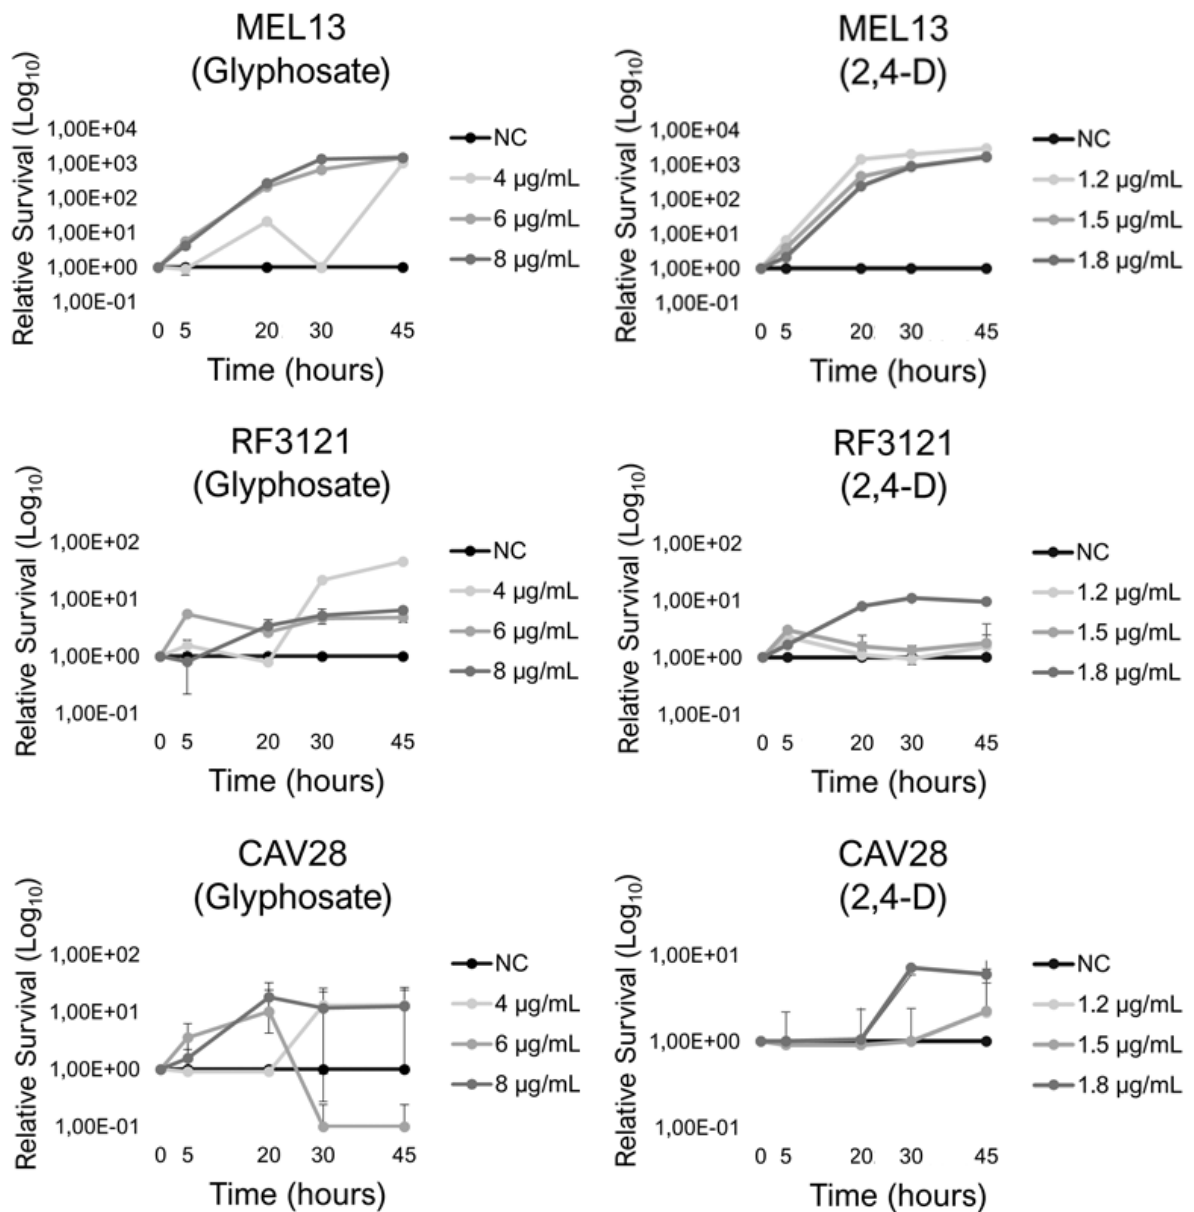 MEL13
(Glyphosate)
Relative Survival (Log₁₀)
1,00E+04
1,00E+03
1,00E+02
1,00E+01
1,00E+00
1,00E-01
0 5 20 30 45
Time (hours)
NC
4 µg/mL
6 µg/mL
8 µg/mL
MEL13
(2,4-D)
Relative Survival (Log₁₀)
1,00E+04
1,00E+03
1,00E+02
1,00E+01
1,00E+00
1,00E-01
0 5 20 30 45
Time (hours)
NC
1.2 µg/mL
1.5 µg/mL
1.8 µg/mL
RF3121
(Glyphosate)
Relative Survival (Log₁₀)
1,00E+02
1,00E+01
1,00E+00
1,00E-01
0 5 20 30 45
Time (hours)
NC
4 µg/mL
6 µg/mL
8 µg/mL
RF3121
(2,4-D)
Relative Survival (Log₁₀)
1,00E+02
1,00E+01
1,00E+00
1,00E-01
0 5 20 30 45
Time (hours)
NC
1.2 µg/mL
1.5 µg/mL
1.8 µg/mL
CAV28
(Glyphosate)
Relative Survival (Log₁₀)
1,00E+02
1,00E+01
1,00E+00
1,00E-01
0 5 20 30 45
Time (hours)
NC
4 µg/mL
6 µg/mL
8 µg/mL
CAV28
(2,4-D)
Relative Survival (Log₁₀)
1,00E+01
1,00E+00
1,00E-01
0 5 20 30 45
Time (hours)
NC
1.2 µg/mL
1.5 µg/mL
1.8 µg/mL